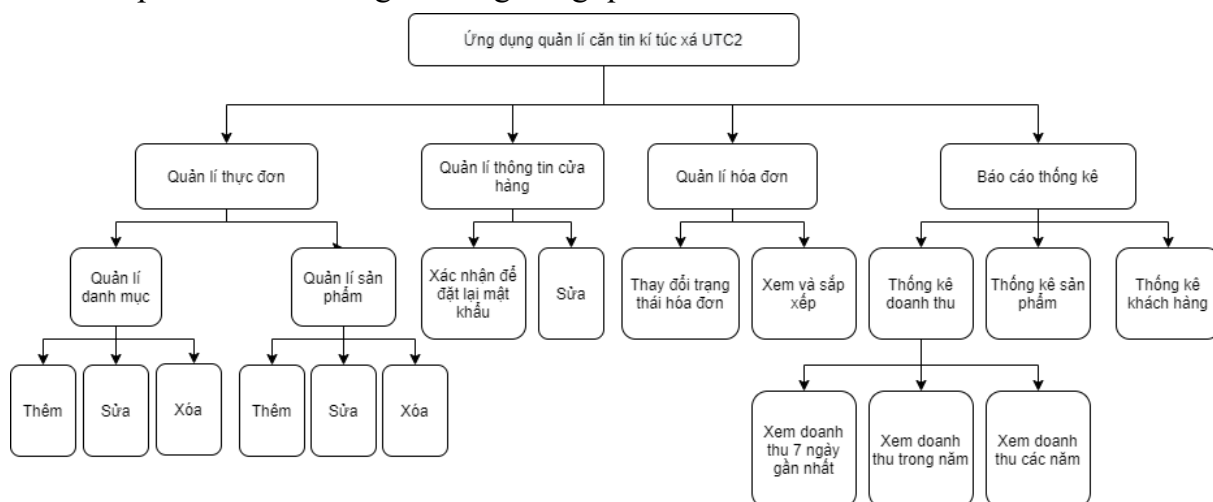 Ứng dụng quản lí căn tin kí túc xá UTC2
Quản lí thực đơn
Quản lí thông tin cửa
hàng
Quản lí hóa đơn
Báo cáo thống kê
Quản lí
danh mục
Quản lí sản
phẩm
Xác nhận để
đặt lại mật
khẩu
Sửa
Thay đổi trạng
thái hóa đơn
Xem và sắp
xếp
Thống kê
doanh thu
Thống kê sản
phẩm
Thống kê
khách hàng
Thêm
Sửa
Xóa
Thêm
Sửa
Xóa
Xem doanh
thu 7 ngày
gần nhất
Xem doanh
thu trong năm
Xem doanh
thu các năm